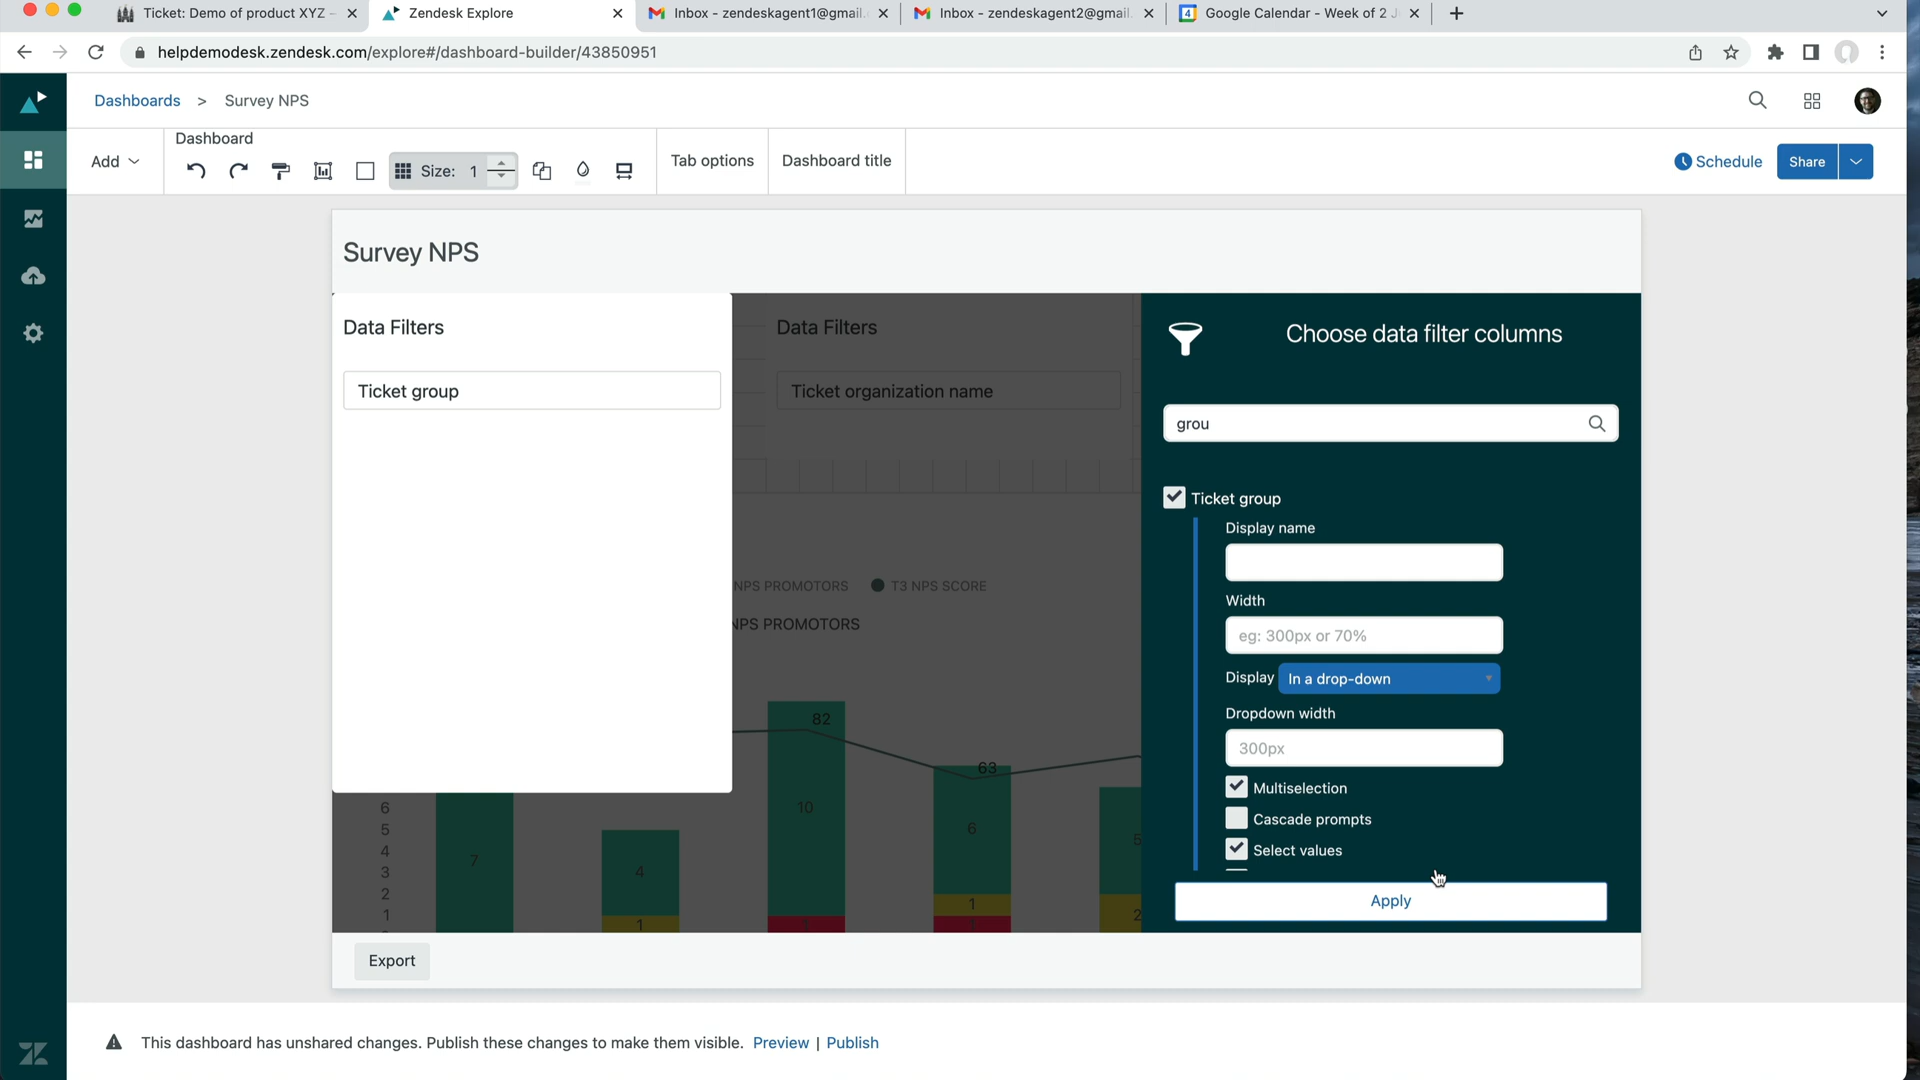 Ticket: Demo of product XYZ -
Zendesk Explore
Inbox - zendeskagent1@gmail.
Inbox - zendeskagent2@gmail.
4
Google Calendar - Week of 2 J
helpdemodesk.zendesk.com/explore#/dashboard-builder/43850951
Dashboards > Survey NPS
Add
Dashboard
Size: 1
Tab options
Dashboard title
Schedule
Share
Survey NPS
Data Filters
Ticket group
Data Filters
Ticket organization name
NPS PROMOTORS
T3 NPS SCORE
NPS PROMOTORS
82
63
6
5
4
3
2
1
7
4
1
10
6
1
5
2
Choose data filter columns
grou
Ticket group
Display name
Width
eg: 300px or 70%
Display In a drop-down
Dropdown width
300px
Multiselection
Cascade prompts
Select values
Apply
Export
This dashboard has unshared changes. Publish these changes to make them visible. Preview | Publish